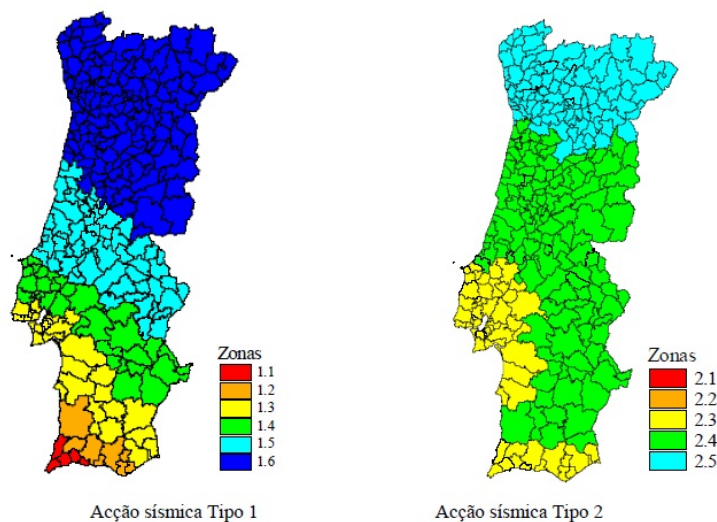 Zonas
1.1
1.2
1.3
1.4
1.5
1.6
Acção sísmica Tipo 1
Zonas
2.1
2.2
2.3
2.4
2.5
Acção sísmica Tipo 2